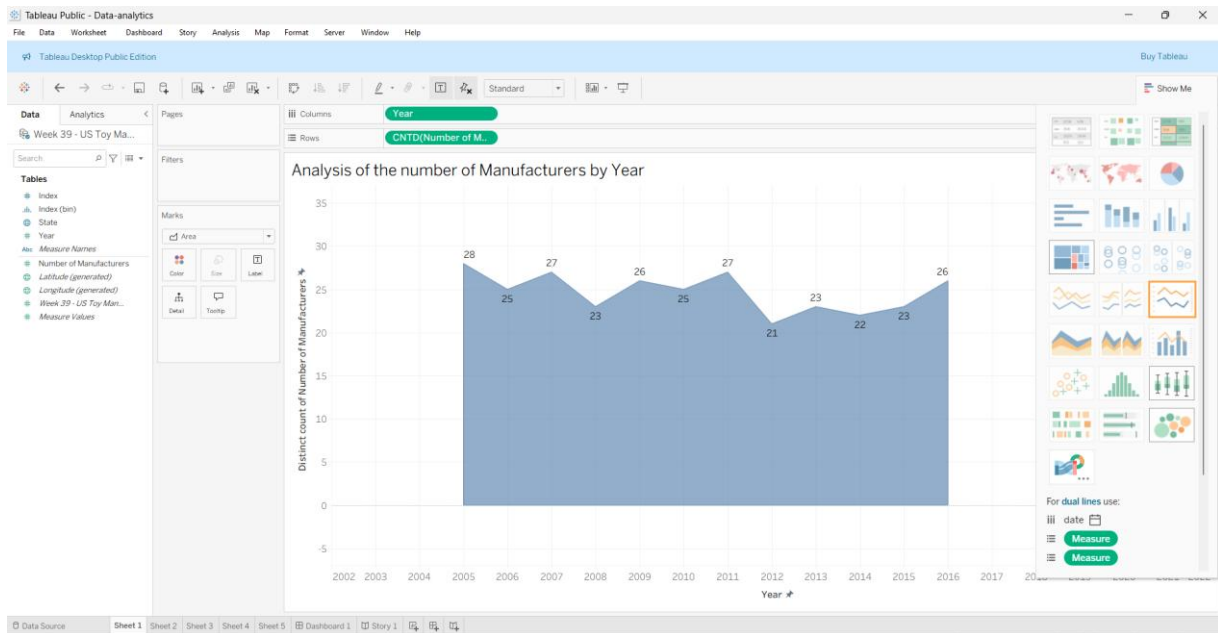 Tableau Public - Data-analytics
File Data Worksheet Dashboard Story Analysis Map Format Server Window Help
Tableau Desktop Public Edition Buy Tableau
Standard Show Me
Data Analytics Pages Columns Year
Week 39 - US Toy Ma... Rows CNTD(Number of M..
Search Filters
Analysis of the number of Manufacturers by Year
Tables
Index
Index (bin)
State
Year
Abc Measure Names
Number of Manufacturers
Latitude (generated)
Longitude (generated)
Week 39 - US Toy Man...
Measure Values
Marks
Area
Color Size Label
Detail Tooltip
Distinct count of Number of Manufacturers
35
30
25
20
15
10
5
0
-5
28 25 27 23 26 25 27 21 23 22 23 26
2002 2003 2004 2005 2006 2007 2008 2009 2010 2011 2012 2013 2014 2015 2016 2017
Year
For dual lines use:
date
Measure
Measure
Data Source Sheet 1 Sheet 2 Sheet 3 Sheet 4 Sheet 5 Dashboard 1 Story 1